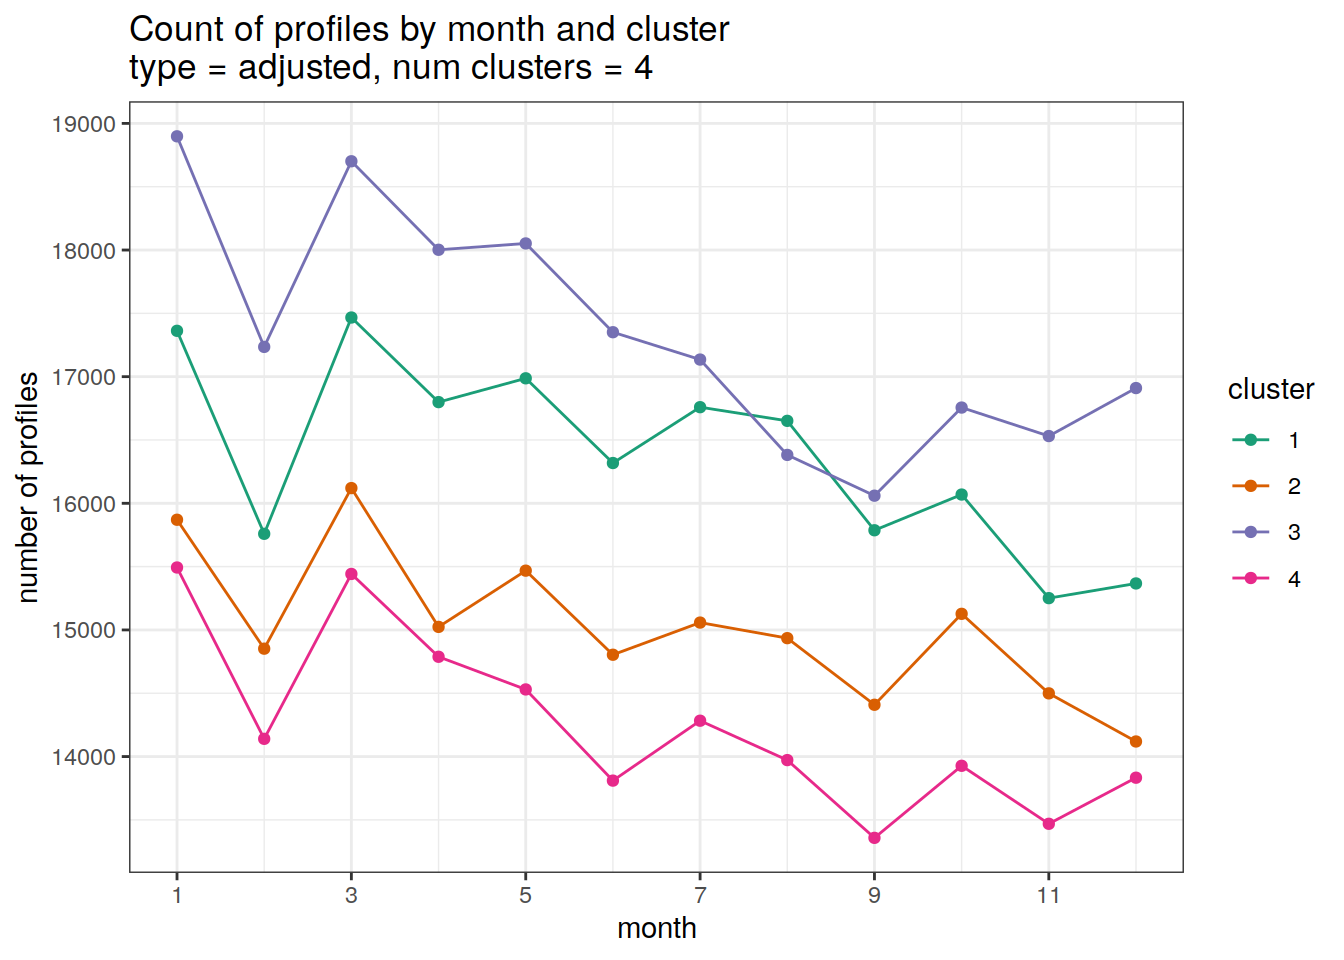 Count of profiles by month and cluster
type = adjusted, num clusters = 4
19000
18000
17000
16000
15000
14000
number of profiles
1 3 5 7 9 11
month
cluster
1
2
3
4